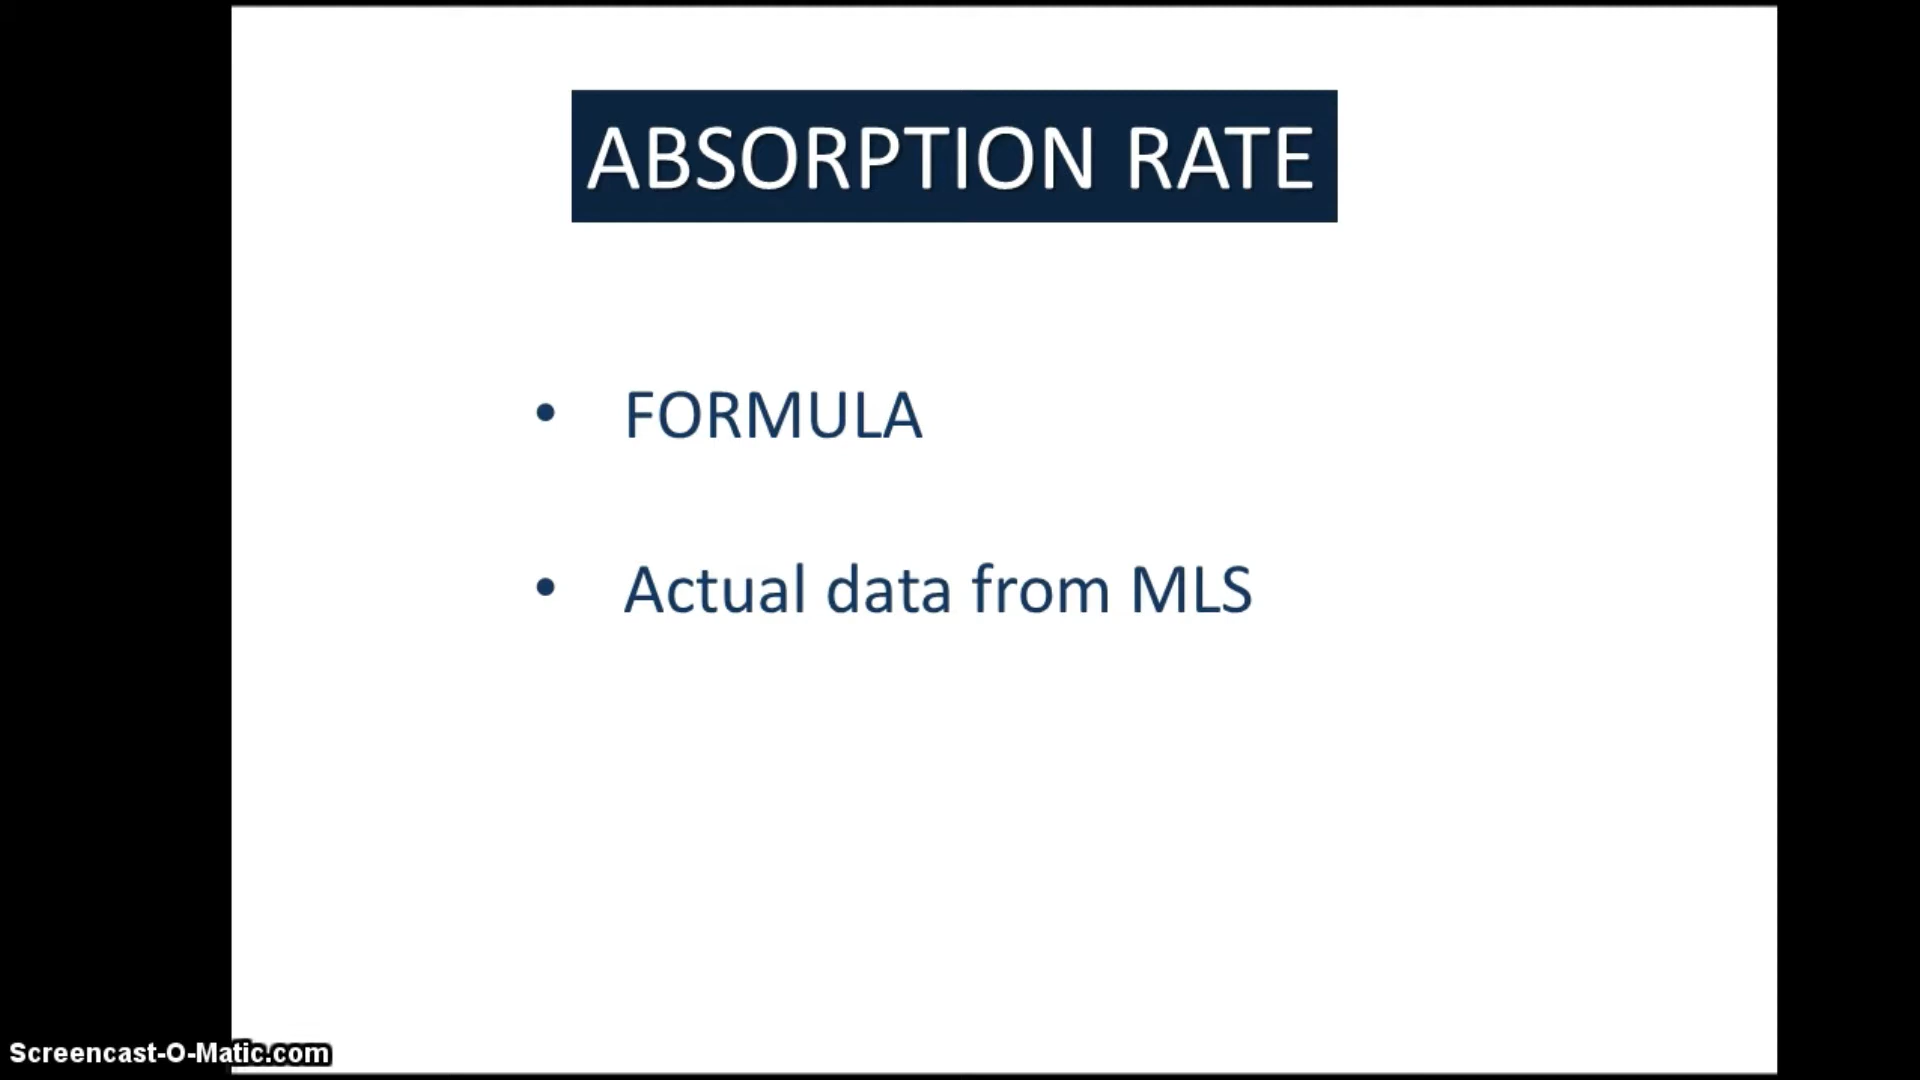 ABSORPTION RATE
• FORMULA
• Actual data from MLS
Screencast-O-Matic.com